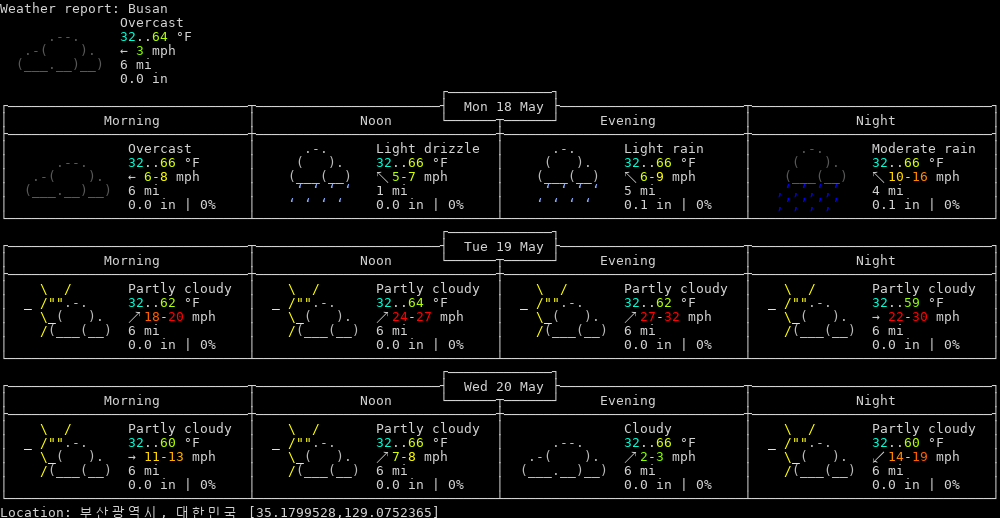 Weather report: Busan
Overcast
32..64 °F
← 3 mph
6 mi
0.0 in
Mon 18 May
Morning Noon Evening Night
Overcast Light drizzle Light rain Moderate rain
32..66 °F 32..66 °F 32..66 °F 32..66 °F
← 6-8 mph ↖ 5-7 mph ↖ 6-9 mph ↖ 10-16 mph
6 mi 1 mi 5 mi 4 mi
0.0 in | 0% 0.0 in | 0% 0.1 in | 0% 0.1 in | 0%
Tue 19 May
Morning Noon Evening Night
Partly cloudy Partly cloudy Partly cloudy Partly cloudy
32..62 °F 32..64 °F 32..62 °F 32..59 °F
↗ 18-20 mph ↗ 24-27 mph ↗ 27-32 mph → 22-30 mph
6 mi 6 mi 6 mi 6 mi
0.0 in | 0% 0.0 in | 0% 0.0 in | 0% 0.0 in | 0%
Wed 20 May
Morning Noon Evening Night
Partly cloudy Partly cloudy Cloudy Partly cloudy
32..60 °F 32..66 °F 32..66 °F 32..60 °F
→ 11-13 mph ↗ 7-8 mph ↗ 2-3 mph ↙ 14-19 mph
6 mi 6 mi 6 mi 6 mi
0.0 in | 0% 0.0 in | 0% 0.0 in | 0% 0.0 in | 0%
Location: 부산광역시, 대한민국 [35.1799528,129.0752365]